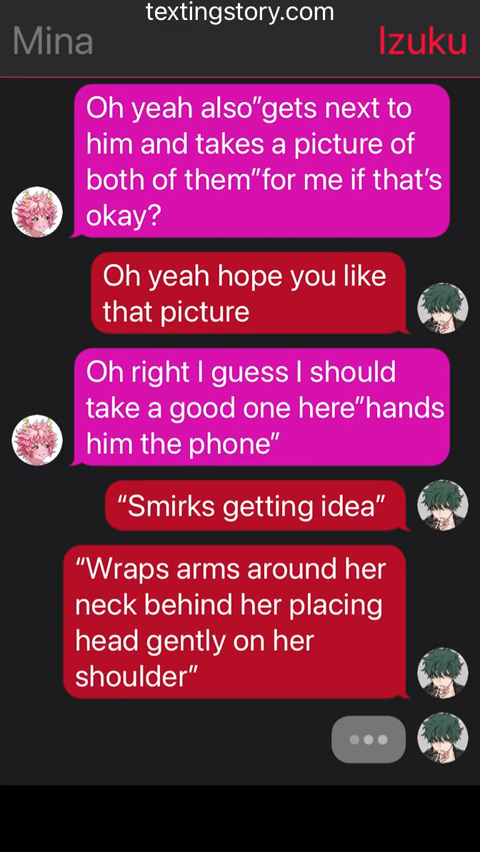 textingstory.com
Mina
Izuku
Oh yeah also"gets next to
him and takes a picture of
both of them"for me if that's
okay?
Oh yeah hope you like
that picture
Oh right I guess I should
take a good one here"hands
him the phone"
“Smirks getting idea”
“Wraps arms around her
neck behind her placing
head gently on her
shoulder”